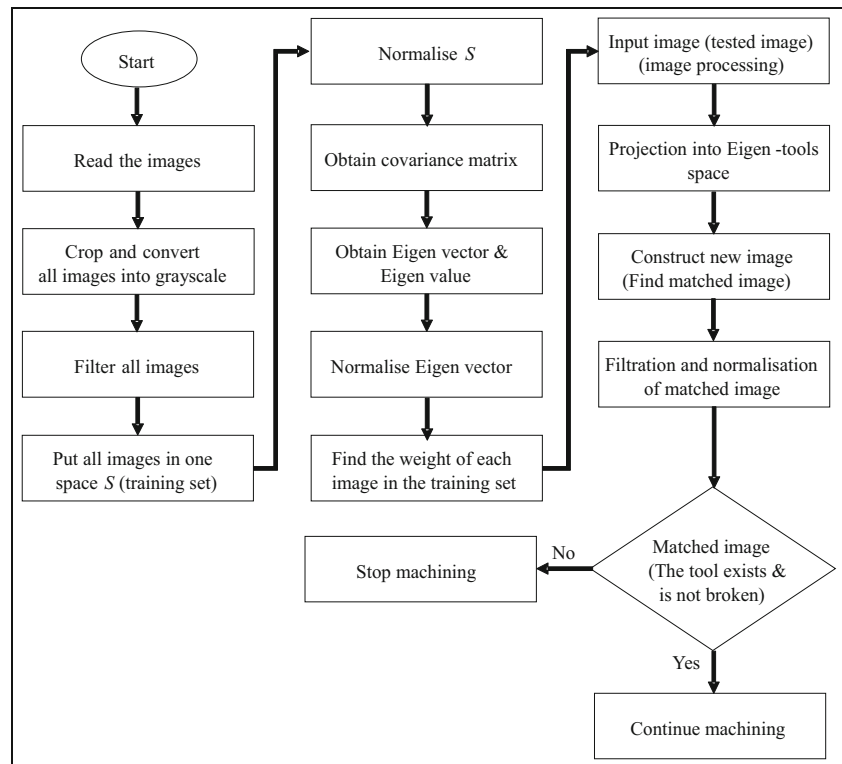 Start
Read the images
Crop and convert
all images into grayscale
Filter all images
Put all images in one
space S (training set)
Normalise S
Obtain covariance matrix
Obtain Eigen vector &
Eigen value
Normalise Eigen vector
Find the weight of each
image in the training set
Input image (tested image)
(image processing)
Projection into Eigen -tools
space
Construct new image
(Find matched image)
Filtration and normalisation
of matched image
Matched image
(The tool exists &
is not broken)
No
Stop machining
Yes
Continue machining